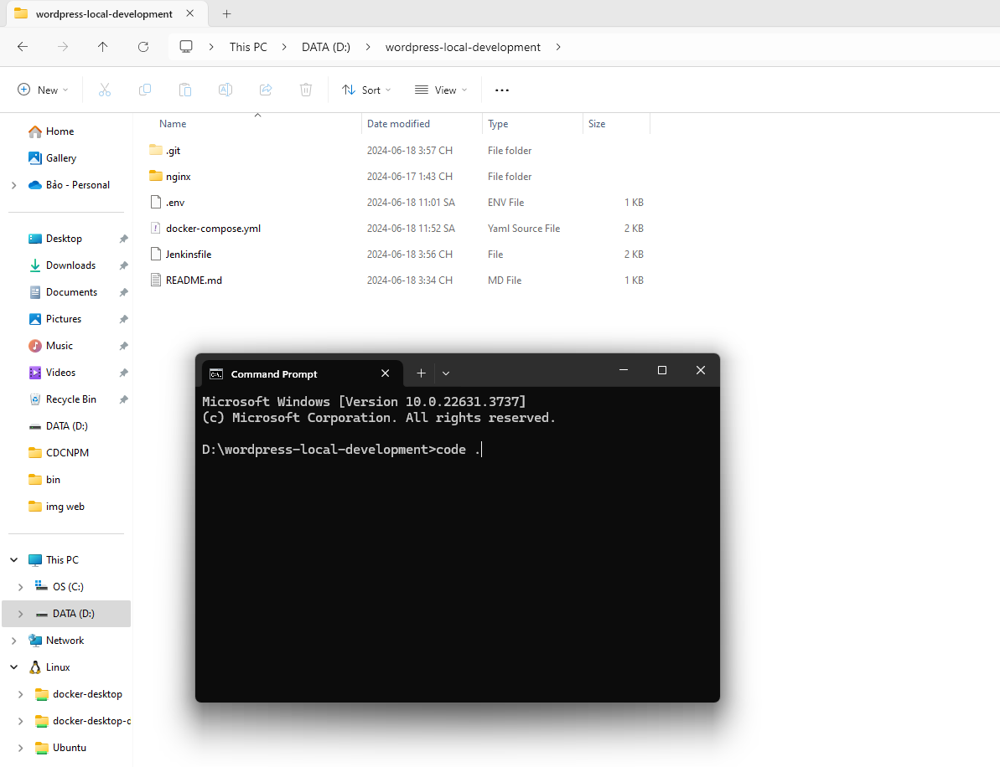 wordpress-local-development
This PC
DATA (D:)
wordpress-local-development
New
Sort
View
Home
Gallery
Bảo - Personal
Desktop
Downloads
Documents
Pictures
Music
Videos
Recycle Bin
DATA (D:)
CDCNPM
bin
img web
This PC
OS (C:)
DATA (D:)
Network
Linux
docker-desktop
docker-desktop-d
Ubuntu
Name Date modified Type Size
.git 2024-06-18 3:57 CH File folder
nginx 2024-06-17 1:43 CH File folder
.env 2024-06-18 11:01 SA ENV File 1 KB
docker-compose.yml 2024-06-18 11:52 SA Yaml Source File 2 KB
Jenkinsfile 2024-06-18 3:56 CH File 2 KB
README.md 2024-06-18 3:34 CH MD File 1 KB
Command Prompt
Microsoft Windows [Version 10.0.22631.3737]
(c) Microsoft Corporation. All rights reserved.
D:\wordpress-local-development>code .